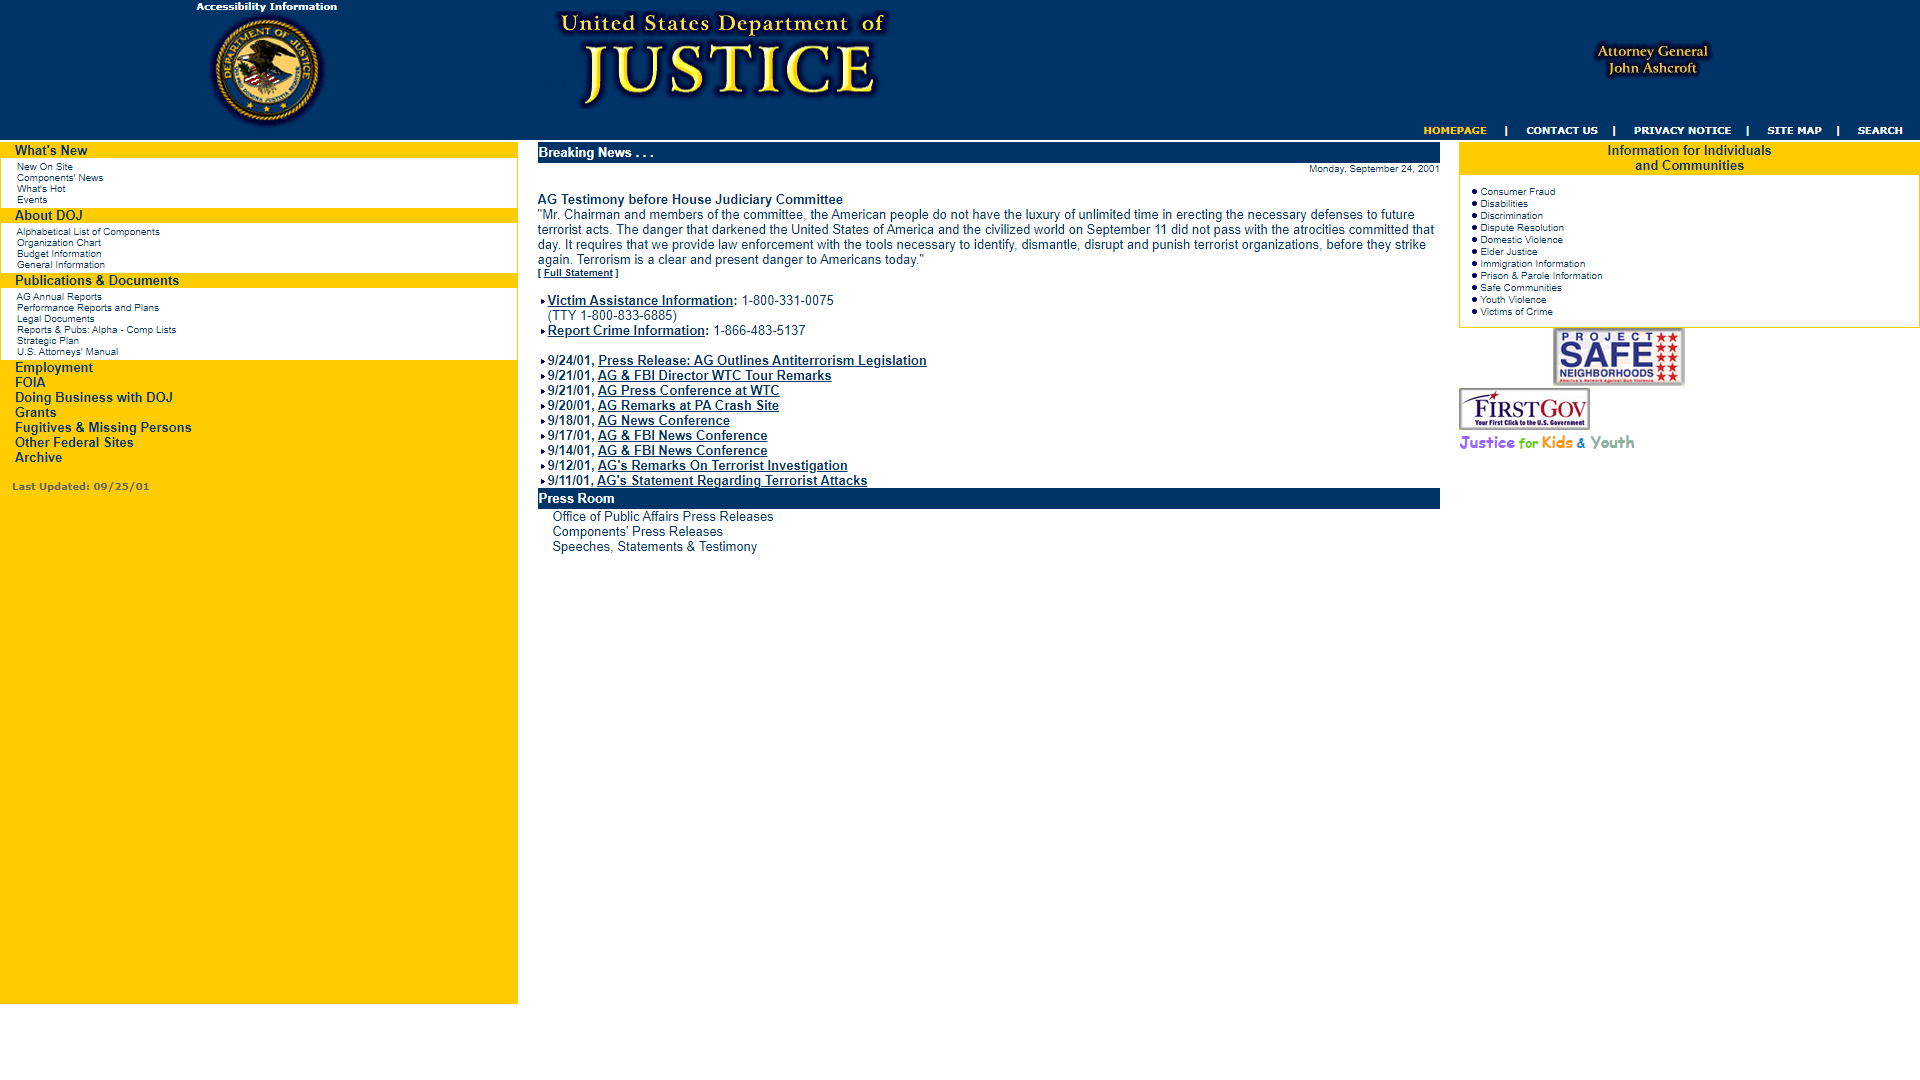 Accessibility Information
DEPARTMENT OF JUSTICE
United States Department of
JUSTICE
Attorney General
John Ashcroft
HOMEPAGE | CONTACT US | PRIVACY NOTICE | SITE MAP | SEARCH
What's New
New On Site
Components' News
What's Hot
Events
About DOJ
Alphabetical List of Components
Organization Chart
Budget Information
General Information
Publications & Documents
AG Annual Reports
Performance Reports and Plans
Legal Documents
Reports & Pubs: Alpha - Comp Lists
Strategic Plan
U.S. Attorneys' Manual
Employment
FOIA
Doing Business with DOJ
Grants
Fugitives & Missing Persons
Other Federal Sites
Archive
Last Updated: 09/25/01
Breaking News . . .
Monday, September 24, 2001
AG Testimony before House Judiciary Committee
"Mr. Chairman and members of the committee, the American people do not have the luxury of unlimited time in erecting the necessary defenses to future
terrorist acts. The danger that darkened the United States of America and the civilized world on September 11 did not pass with the atrocities committed that
day. It requires that we provide law enforcement with the tools necessary to identify, dismantle, disrupt and punish terrorist organizations, before they strike
again. Terrorism is a clear and present danger to Americans today."
[ Full Statement ]
Victim Assistance Information: 1-800-331-0075
(TTY 1-800-833-6885)
Report Crime Information: 1-866-483-5137
9/24/01, Press Release: AG Outlines Antiterrorism Legislation
9/21/01, AG & FBI Director WTC Tour Remarks
9/21/01, AG Press Conference at WTC
9/20/01, AG Remarks at PA Crash Site
9/18/01, AG News Conference
9/17/01, AG & FBI News Conference
9/14/01, AG & FBI News Conference
9/12/01, AG's Remarks On Terrorist Investigation
9/11/01, AG's Statement Regarding Terrorist Attacks
Press Room
Office of Public Affairs Press Releases
Components' Press Releases
Speeches, Statements & Testimony
Information for Individuals
and Communities
Consumer Fraud
Disabilities
Discrimination
Dispute Resolution
Domestic Violence
Elder Justice
Immigration Information
Prison & Parole Information
Safe Communities
Youth Violence
Victims of Crime
PROJECT
SAFE
NEIGHBORHOODS
America's Network Against Gun Violence
FIRSTGOV
Your First Click to the U.S. Government
Justice for Kids & Youth